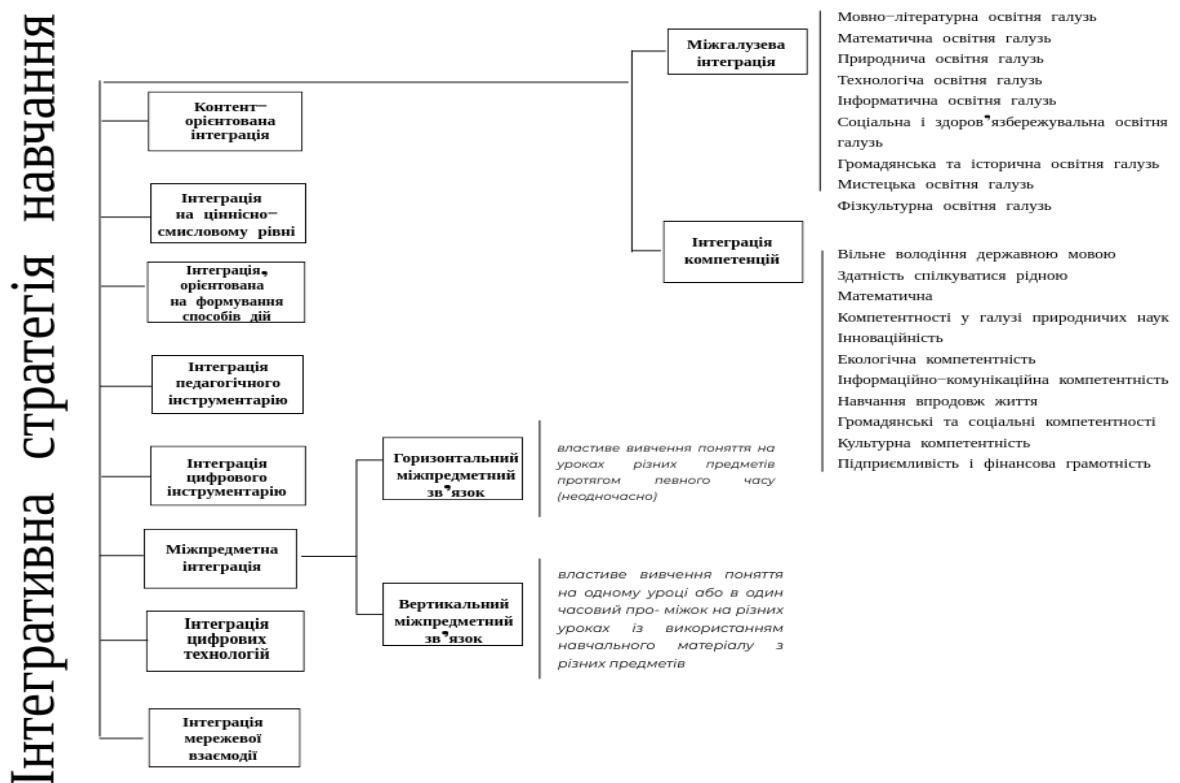 Інтегративна стратегія навчання
Контент–
орієнтована
інтеграція
Інтеграція
на ціннісно–
смисловому рівні
Інтеграція,
орієнтована
на формування
способів дій
Інтеграція
педагогічного
інструментарію
Інтеграція
цифрового
інструментарію
Міжпредметна
інтеграція
Інтеграція
цифрових
технологій
Інтеграція
мережевої
взаємодії
Горизонтальний
міжпредметний
зв’язок
властиве вивчення поняття на
уроках різних предметів
протягом певного часу
(неодночасно)
Вертикальний
міжпредметний
зв’язок
властиве вивчення поняття
на одному уроці або в один
часовий про- міжок на різних
уроках із використанням
навчального матеріалу з
різних предметів
Міжгалузева
інтеграція
Мовно–літературна освітня галузь
Математична освітня галузь
Природнича освітня галузь
Технологіча освітня галузь
Інформатична освітня галузь
Соціальна і здоров’язбережувальна освітня
галузь
Громадянська та історична освітня галузь
Мистецька освітня галузь
Фізкультурна освітня галузь
Інтеграція
компетенцій
Вільне володіння державною мовою
Здатність спілкуватися рідною
Математична
Компетентності у галузі природничих наук
Інноваційність
Екологічна компетентність
Інформаційно–комунікаційна компетентність
Навчання впродовж життя
Громадянські та соціальні компетентності
Культурна компетентність
Підприємливість і фінансова грамотність